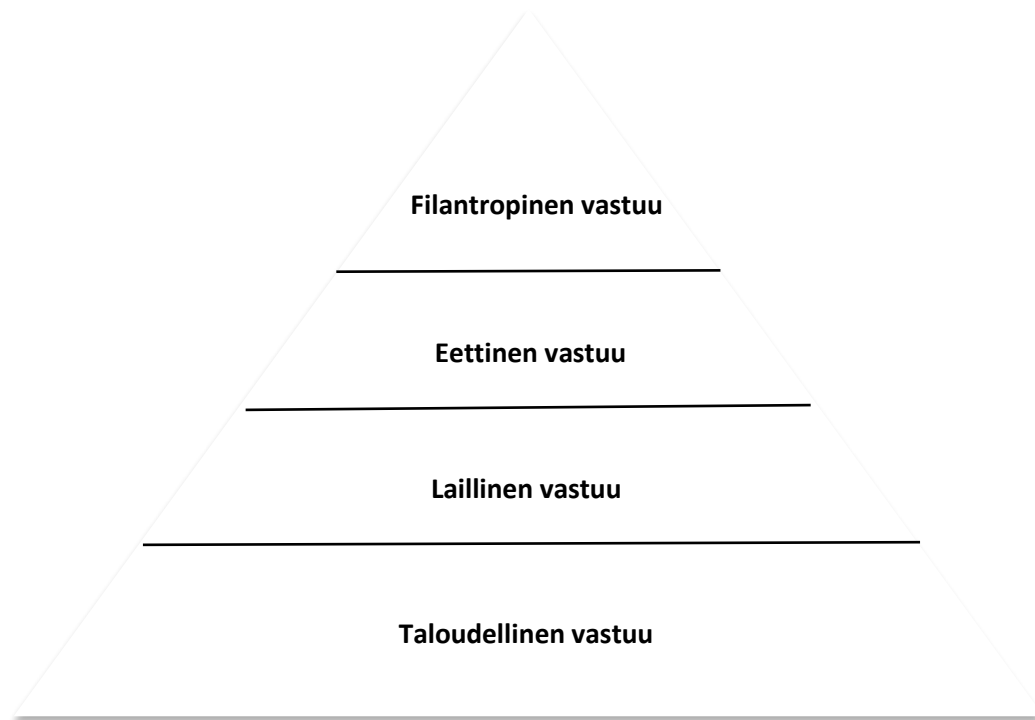 Filantropinen vastuu
Eettinen vastuu
Laillinen vastuu
Taloudellinen vastuu